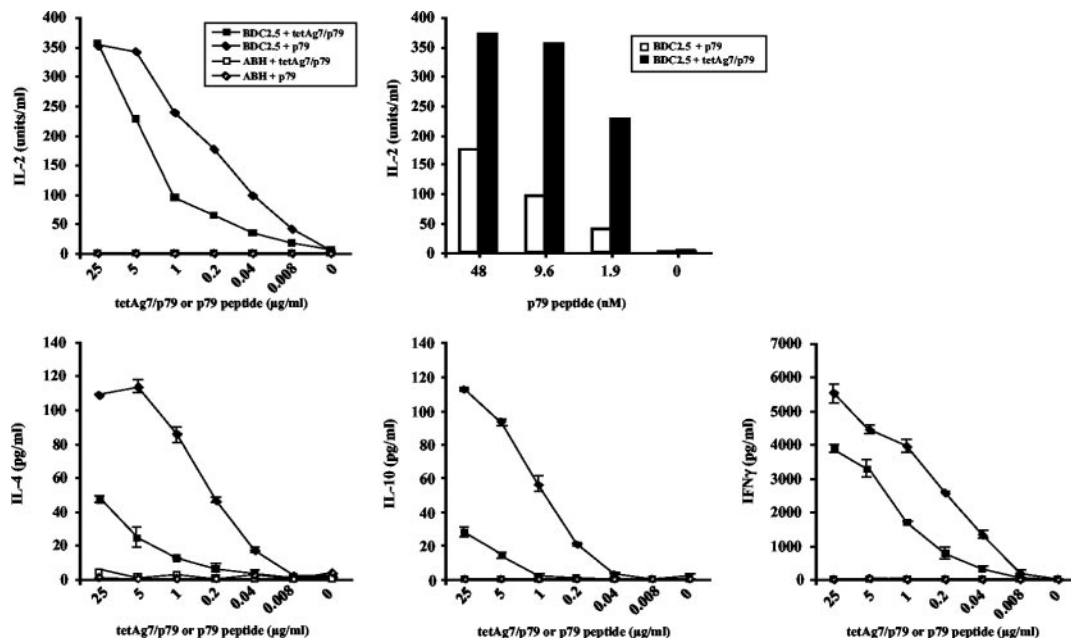 400
350
300
250
200
150
100
50
0
IL-2 (units/ml)
BDC2.5 + tetAg7/p79
BDC2.5 + p79
ABH + tetAg7/p79
ABH + p79
25 5 1 0.2 0.04 0.008 0
tetAg7/p79 or p79 peptide (µg/ml)
400
350
300
250
200
150
100
50
0
IL-2 (units/ml)
BDC2.5 + p79
BDC2.5 + tetAg7/p79
48 9.6 1.9 0
p79 peptide (nM)
140
120
100
80
60
40
20
0
IL-4 (pg/ml)
25 5 1 0.2 0.04 0.008 0
tetAg7/p79 or p79 peptide (µg/ml)
140
120
100
80
60
40
20
0
IL-10 (pg/ml)
25 5 1 0.2 0.04 0.008 0
tetAg7/p79 or p79 peptide (µg/ml)
7000
6000
5000
4000
3000
2000
1000
0
IFNγ (pg/ml)
25 5 1 0.2 0.04 0.008 0
tetAg7/p79 or p79 peptide (µg/ml)